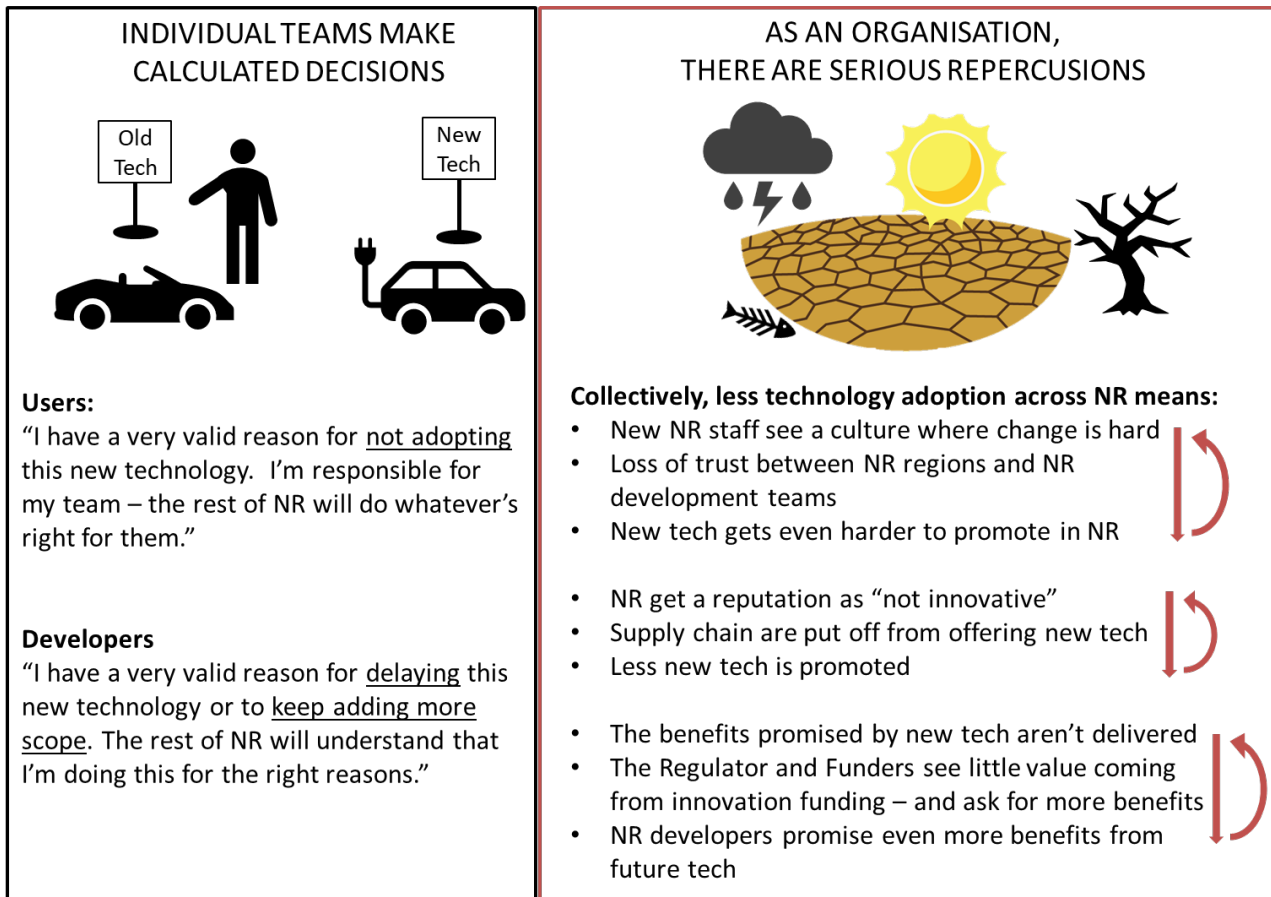 INDIVIDUAL TEAMS MAKE
CALCULATED DECISIONS
Old
Tech
New
Tech
Users:
“I have a very valid reason for not adopting
this new technology.  I’m responsible for
my team – the rest of NR will do whatever’s
right for them.”
Developers
“I have a very valid reason for delaying this
new technology or to keep adding more
scope. The rest of NR will understand that
I’m doing this for the right reasons.”
AS AN ORGANISATION,
THERE ARE SERIOUS REPERCUSIONS
Collectively, less technology adoption across NR means:
• New NR staff see a culture where change is hard
• Loss of trust between NR regions and NR
development teams
• New tech gets even harder to promote in NR
• NR get a reputation as “not innovative”
• Supply chain are put off from offering new tech
• Less new tech is promoted
• The benefits promised by new tech aren’t delivered
• The Regulator and Funders see little value coming
from innovation funding – and ask for more benefits
• NR developers promise even more benefits from
future tech